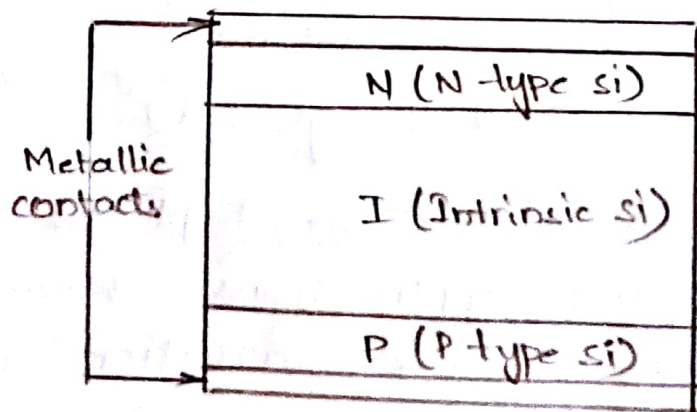 N (N-type si)
Metallic
contacts
I (Intrinsic si)
P (P-type si)